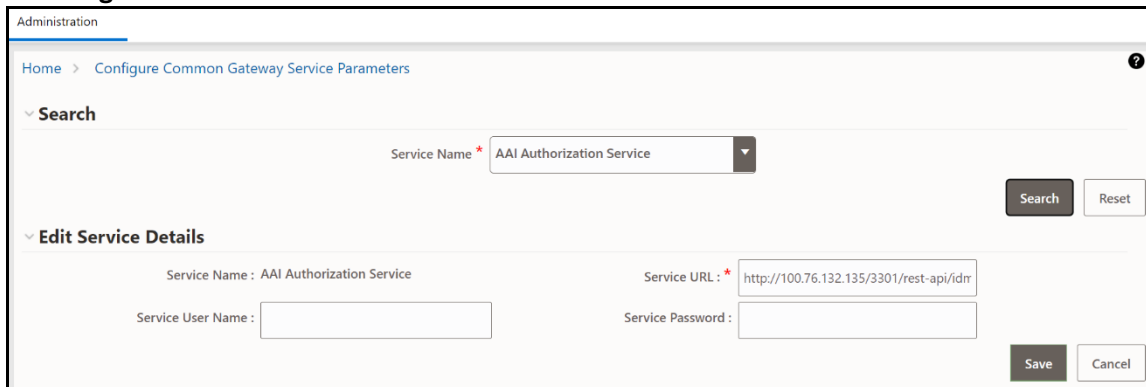 Administration
Home > Configure Common Gateway Service Parameters
Search
Service Name * AAI Authorization Service
Search Reset
Edit Service Details
Service Name : AAI Authorization Service Service URL : * http://100.76.132.135/3301/rest-api/idm
Service User Name : Service Password :
Save Cancel